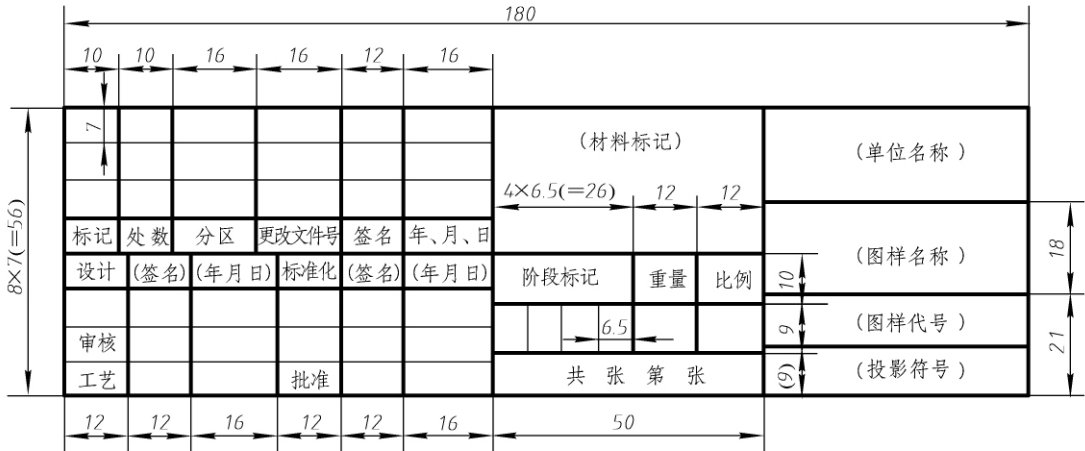 180
10 10 16 16 12 16
7
(材料标记)
(单位名称)
4×6.5(=26) 12 12
8×7(=56)
标记 处数 分区 更改文件号 签名 年、月、日
(图样名称)
18
设计 (签名) (年月日) 标准化 (签名) (年月日) 阶段标记 重量 比例
10
6.5
9
(图样代号)
21
审核
工艺 批准
共 张 第 张
(9)
(投影符号)
12 12 16 12 12 16 50